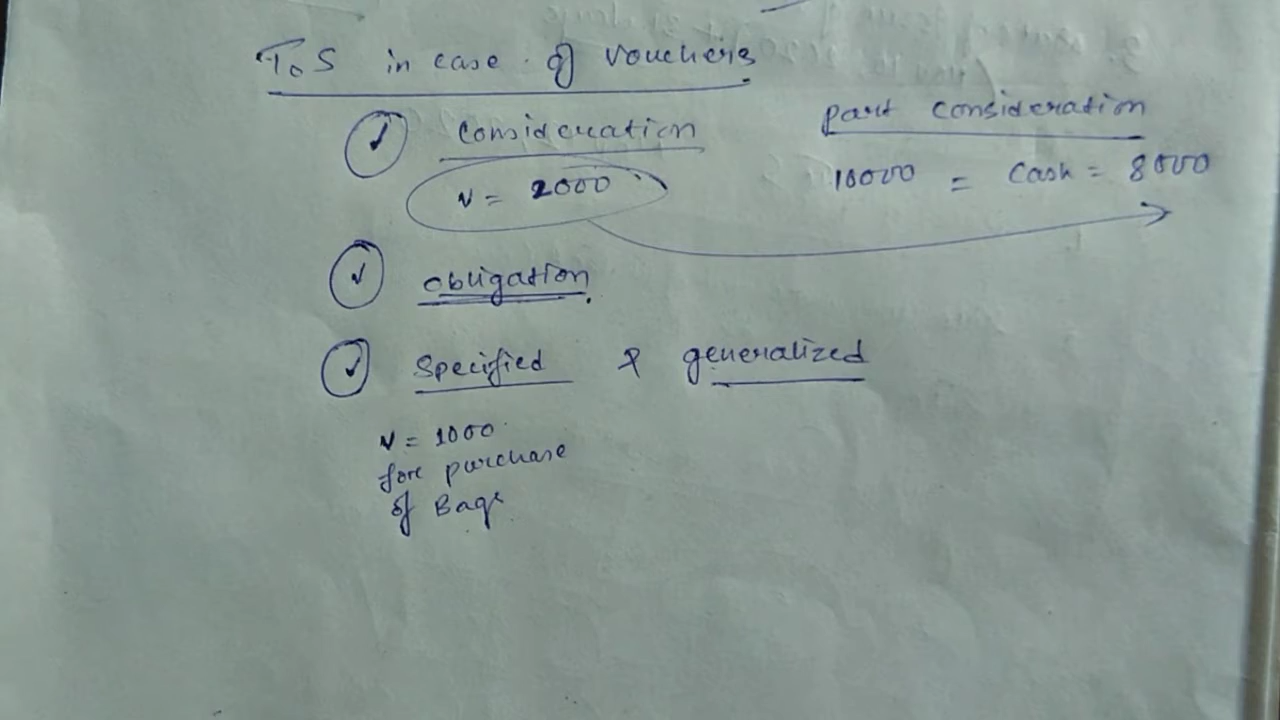 ToS in case of vouchers
consideration
V = 2000
part consideration
10000 = Cash = 8000
obligation.
Specified & generalized
V = 1000
for purchase
of Bags